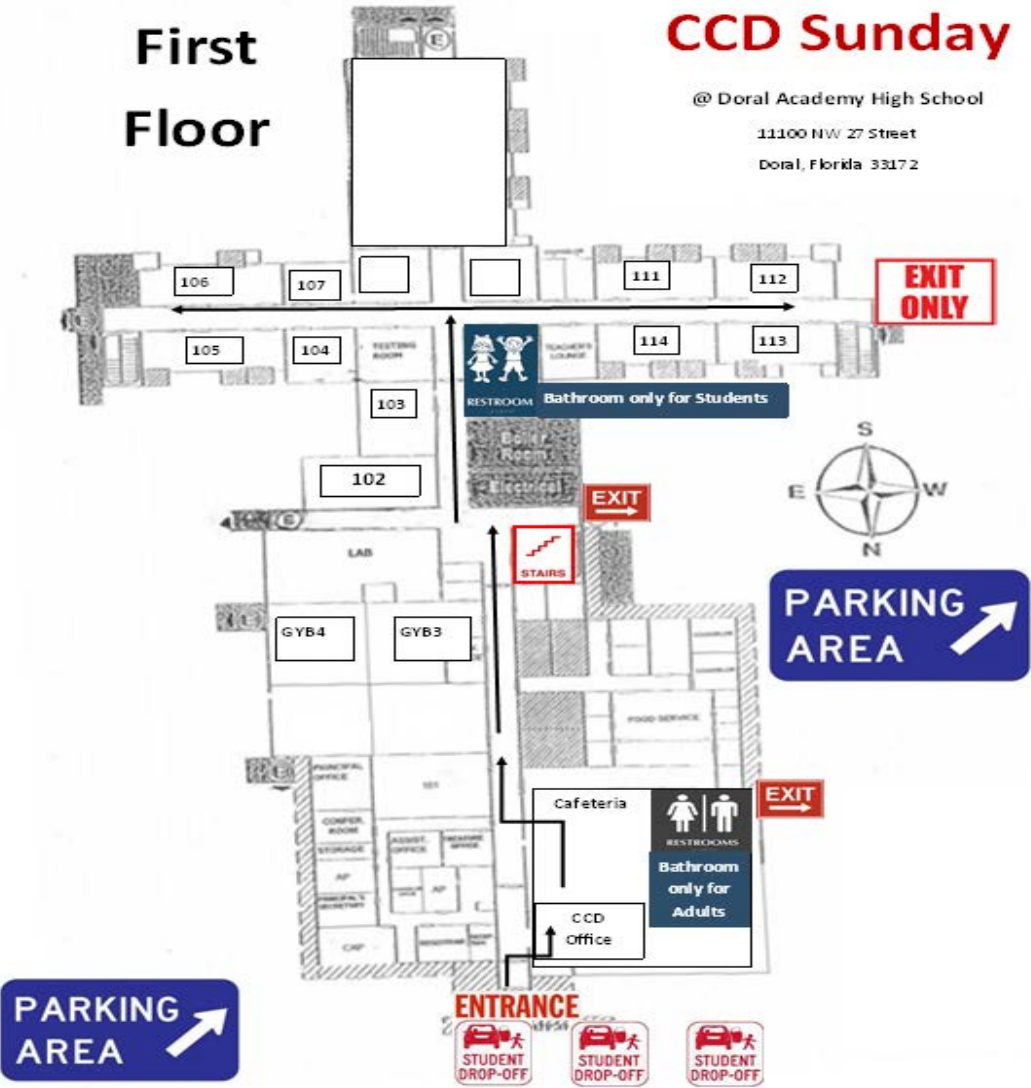 First
Floor
CCD Sunday
@ Doral Academy High School
11100 NW 27 Street
Doral, Florida 33172
E
106
107
111
112
EXIT
ONLY
105
104
TESTING
ROOM
RESTROOM
TEACHER'S
LOUNGE
114
113
Bathroom only for Students
103
Boiler
Room
Electrical
102
S
E
W
N
EXIT
E
LAB
STAIRS
PARKING
AREA
E
GYB4
GYB3
FOOD SERVICE
E
PRINCIPAL
OFFICE
101
EXIT
Cafeteria
RESTROOMS
CONFER.
ROOM
STORAGE
ASSIST.
OFFICE
AP
AP
PRINCIPAL'S
SECRETARY
Bathroom
only for
Adults
CCD
Office
CAP
REGISTRAR
PARKING
AREA
ENTRANCE
STUDENT
DROP-OFF
STUDENT
DROP-OFF
STUDENT
DROP-OFF